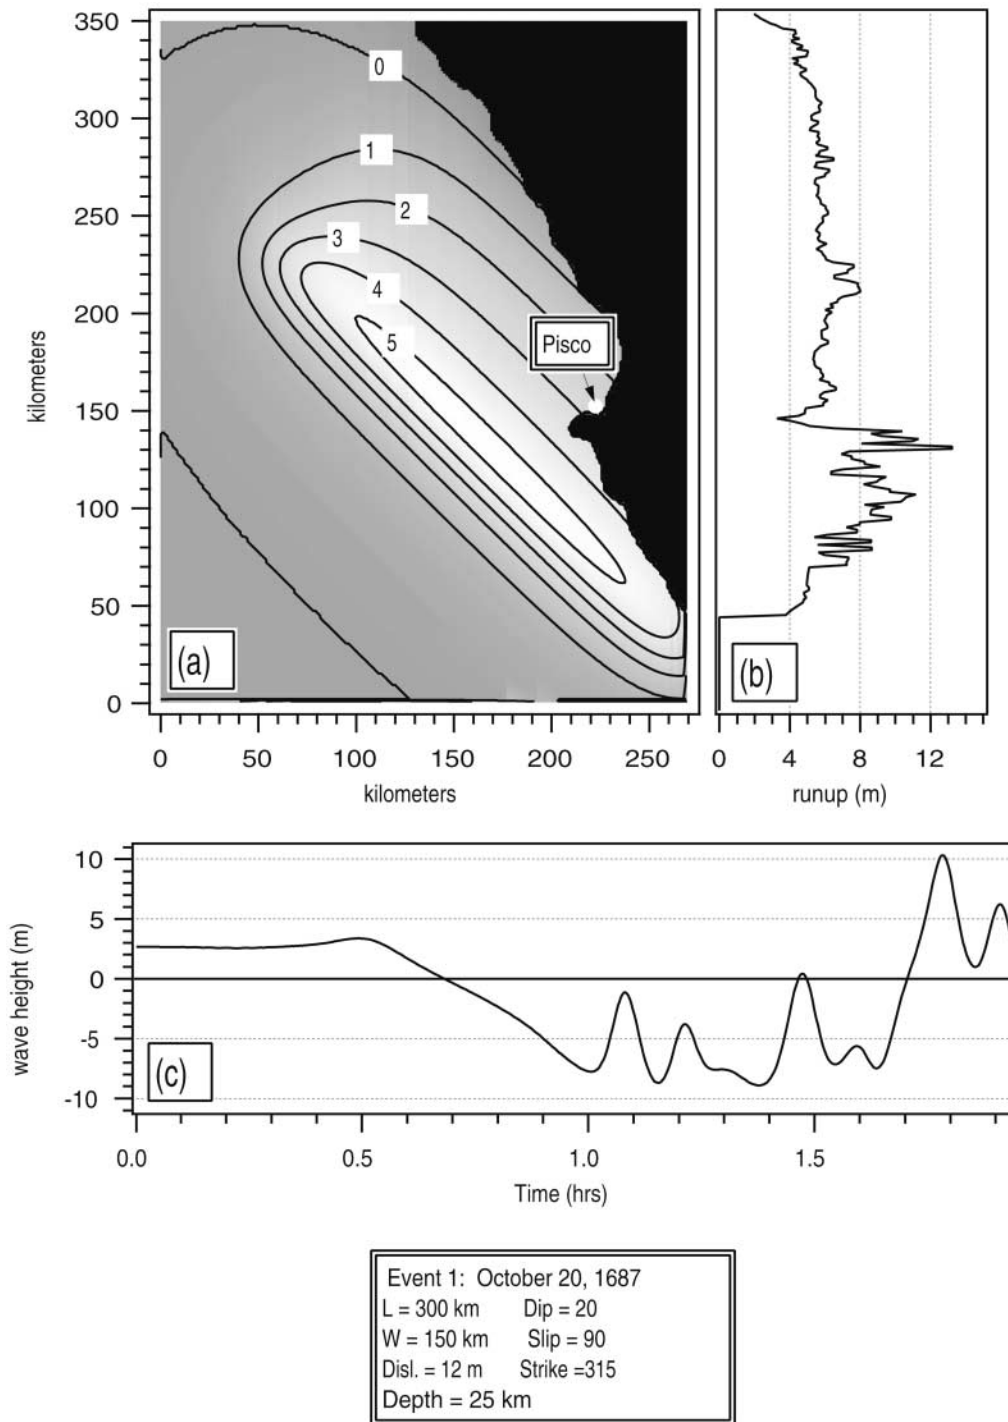 350
300
250
200
150
100
50
0
kilometers
0
1
2
3
4
5
Pisco
(a)
0 50 100 150 200 250
kilometers
(b)
0 4 8 12
runup (m)
10
5
0
-5
-10
wave height (m)
(c)
0.0 0.5 1.0 1.5
Time (hrs)
Event 1: October 20, 1687
L = 300 km Dip = 20
W = 150 km Slip = 90
Disl. = 12 m Strike =315
Depth = 25 km